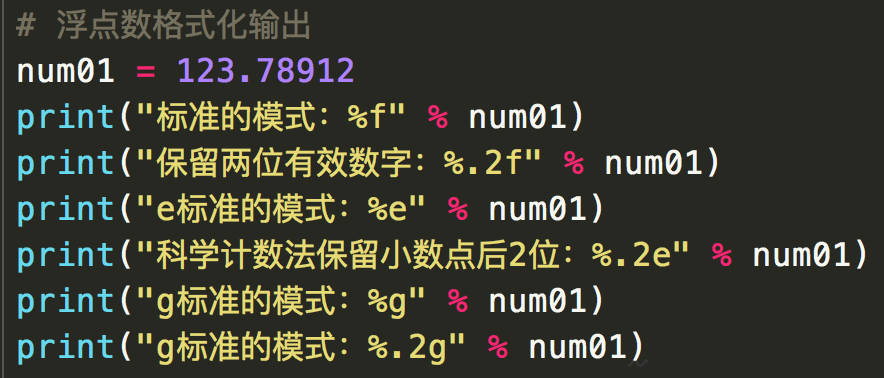 # 浮点数格式化输出
num01 = 123.78912
print("标准的模式：%f" % num01)
print("保留两位有效数字：%.2f" % num01)
print("e标准的模式：%e" % num01)
print("科学计数法保留小数点后2位：%.2e" % num01)
print("g标准的模式：%g" % num01)
print("g标准的模式：%.2g" % num01)